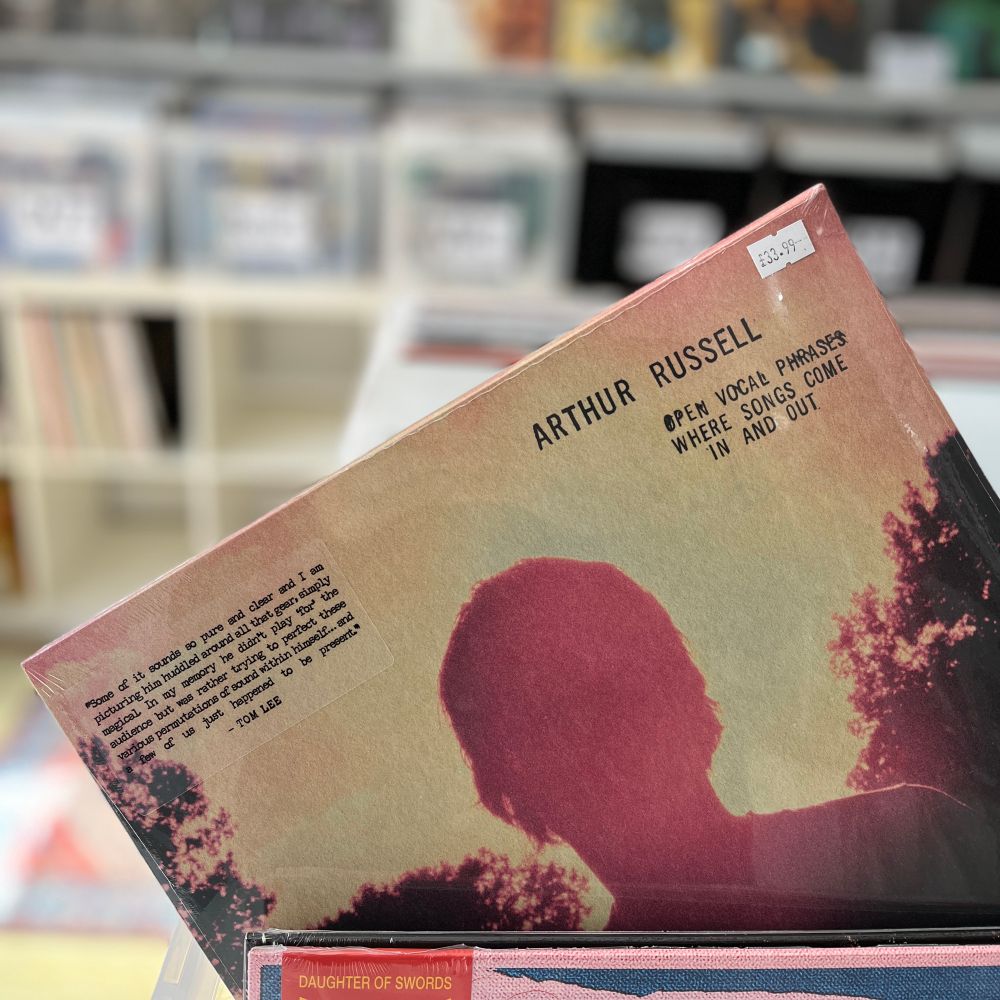 £33.99
ARTHUR RUSSELL
OPEN VOCAL PHRASES
WHERE SONGS COME
IN AND OUT
"Some of it sounds so pure and clear and I am
picturing him huddled around all that gear, simply
magical. In my memory he didn't play 'for' the
audience but was rather trying to perfect these
various permutations of sound within himself...and
a few of us just happened to be present."
- TOM LEE
DAUGHTER OF SWORDS